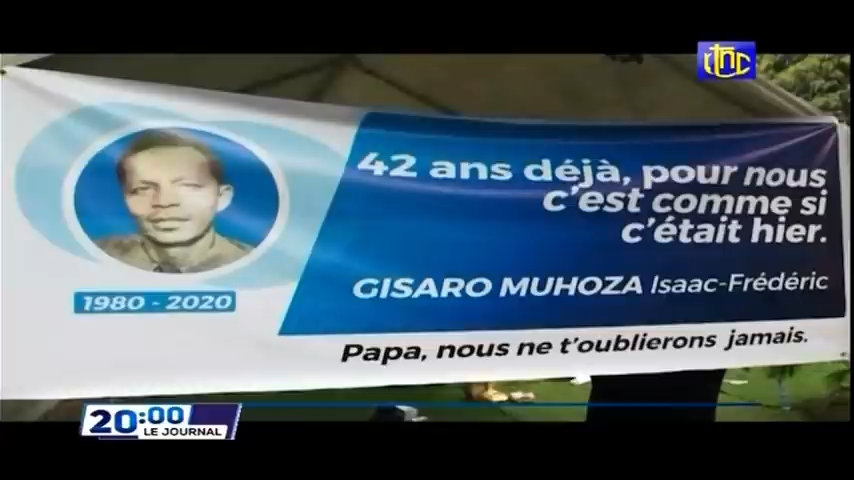 RTNC
42 ans déjà, pour nous
c'est comme si
c'était hier.
GISARO MUHOZA Isaac-Frédéric
1980 - 2020
Papa, nous ne t'oublierons jamais.
20:00
LE JOURNAL